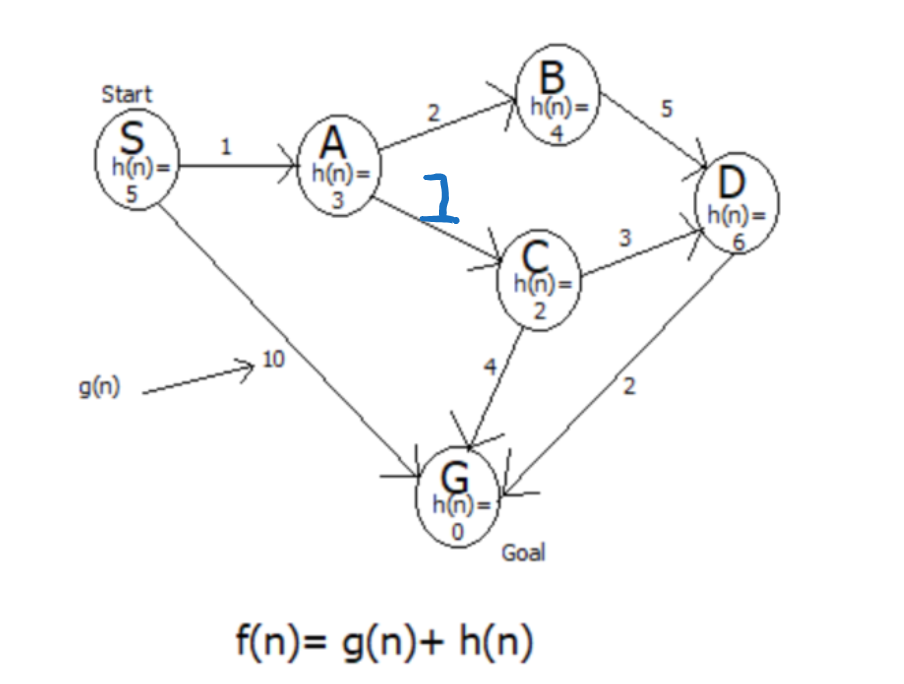 Start
S
h(n)=
5
1
A
h(n)=
3
2
B
h(n)=
4
5
D
h(n)=
6
1
C
h(n)=
2
3
4
2
10
g(n)
G
h(n)=
0
Goal
f(n)= g(n)+ h(n)